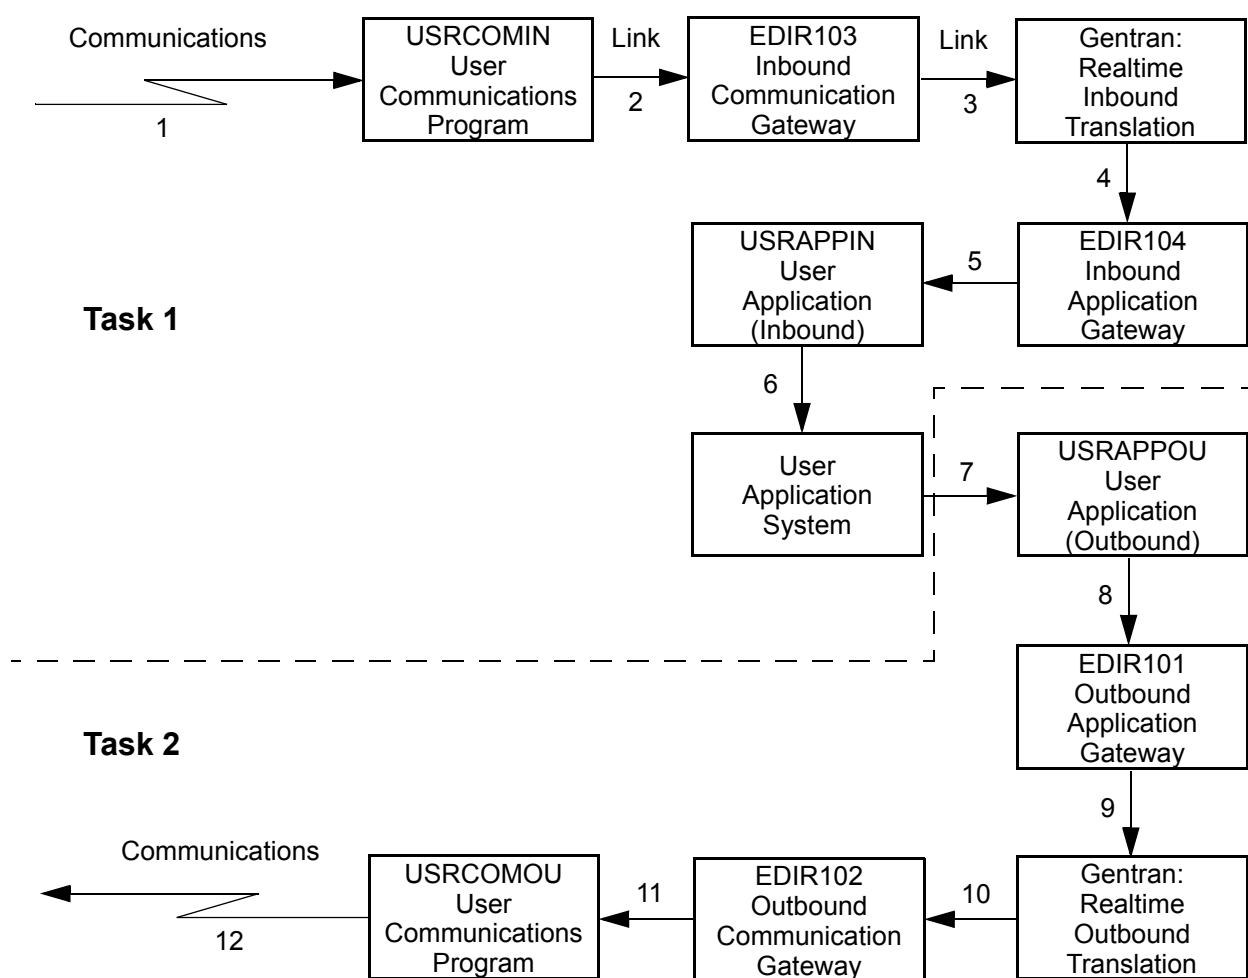 Communications
1
USRCOMIN
User
Communications
Program
Link
2
EDIR103
Inbound
Communication
Gateway
Link
3
Gentran:
Realtime
Inbound
Translation
4
EDIR104
Inbound
Application
Gateway
5
USRAPPIN
User
Application
(Inbound)
Task 1
6
User
Application
System
7
USRAPPOU
User
Application
(Outbound)
8
EDIR101
Outbound
Application
Gateway
Task 2
9
Gentran:
Realtime
Outbound
Translation
10
EDIR102
Outbound
Communication
Gateway
11
USRCOMOU
User
Communications
Program
Communications
12